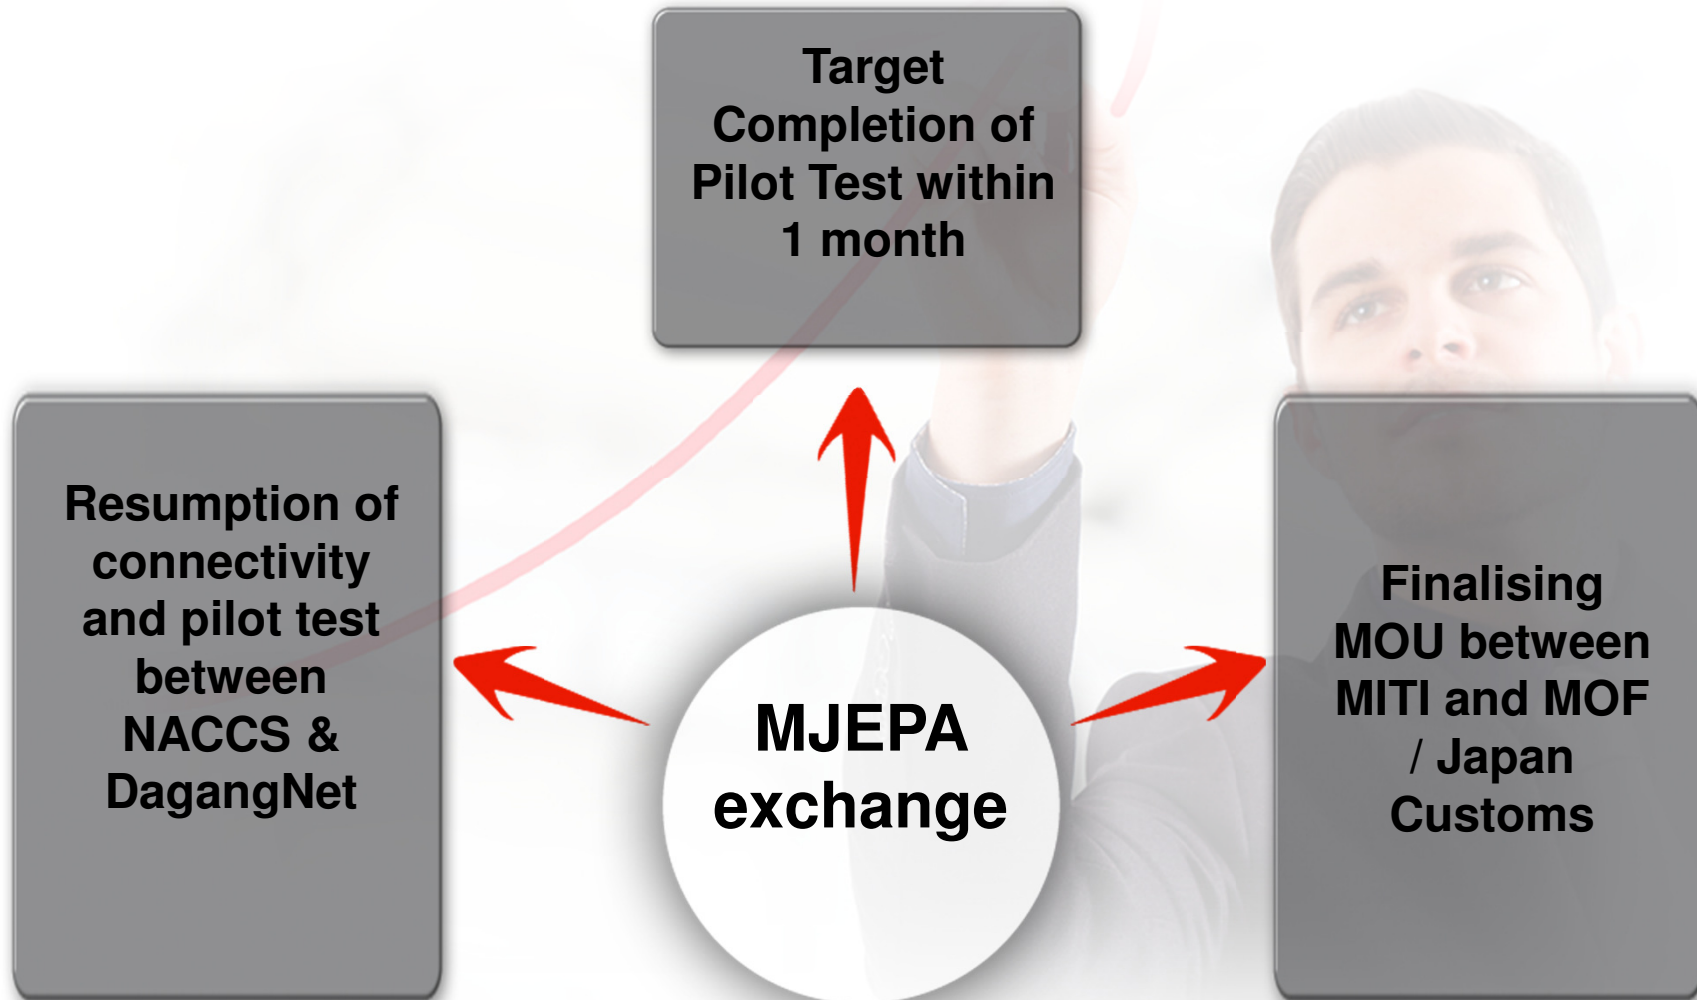 Target
Completion of
Pilot Test within
1 month
Resumption of
connectivity
and pilot test
between
NACCS &
DagangNet
MJEPA
exchange
Finalising
MOU between
MITI and MOF
/ Japan
Customs